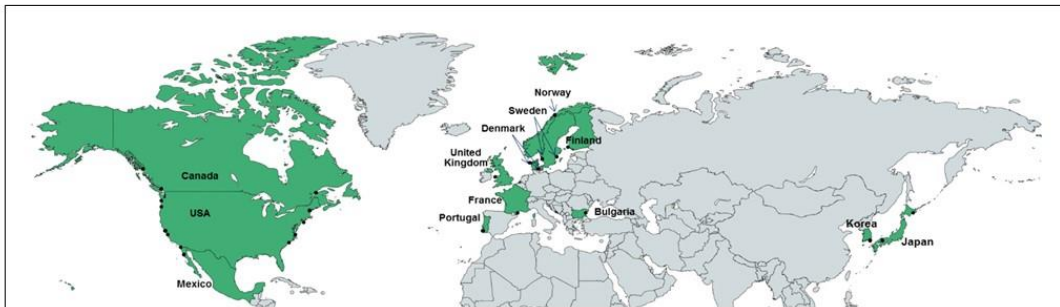 Norway
Sweden
Denmark
Finland
United
Kingdom
Canada
France
USA
Portugal
Bulgaria
Korea
Japan
Mexico